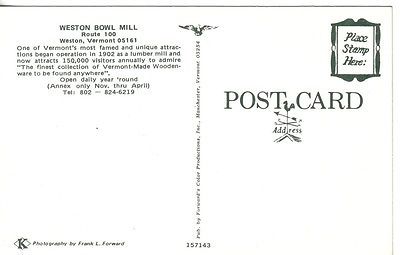 WESTON BOWL MILL
Route 100
Weston, Vermont 05161
One of Vermont's most famed and unique attrac-
tions began operation in 1902 as a lumber mill and
now attracts 150,000 visitors annually to admire
"The finest collection of Vermont-Made Wooden-
ware to be found anywhere".
Open daily year 'round
(Annex only Nov. thru April)
Tel: 802 — 824-6219
Pub. by Forward's Color Productions, Inc., Manchester, Vermont 05254
Place
Stamp
Here:
POST CARD
Address
K Photography by Frank L. Forward
157143